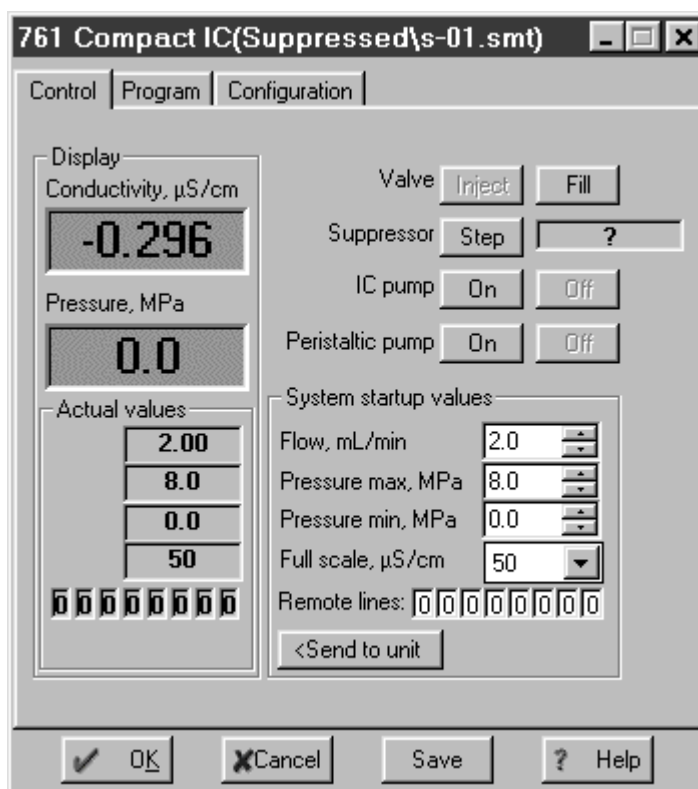 761 Compact IC(Suppressed\s-01.smt)
Control Program Configuration
Display
Conductivity, µS/cm
-0.296
Pressure, MPa
0.0
Actual values
2.00
8.0
0.0
50
0 0 0 0 0 0 0 0
Valve Inject Fill
Suppressor Step ?
IC pump On Off
Peristaltic pump On Off
System startup values
Flow, mL/min 2.0
Pressure max, MPa 8.0
Pressure min, MPa 0.0
Full scale, µS/cm 50
Remote lines: 0 0 0 0 0 0 0 0
<Send to unit
OK Cancel Save ? Help